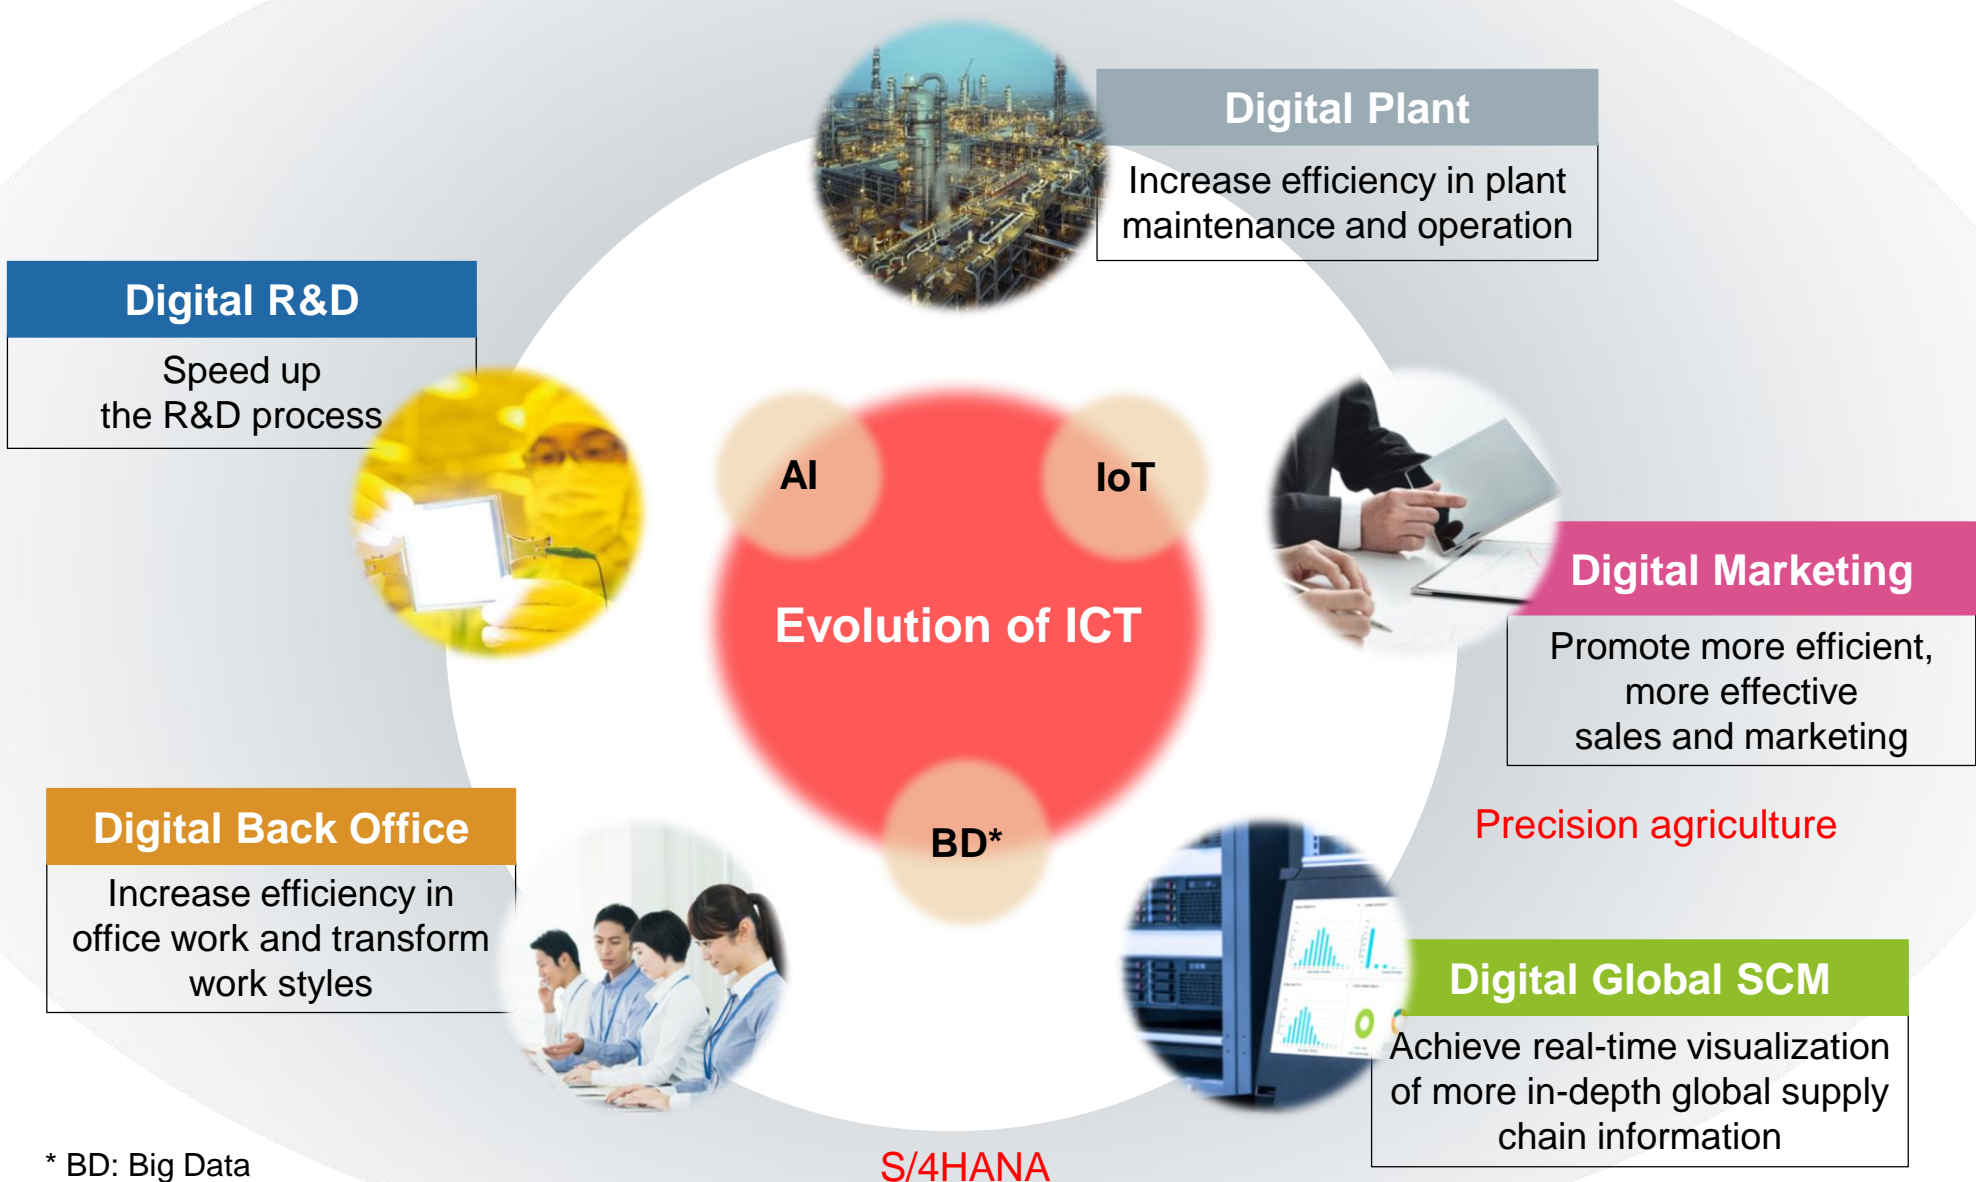 Digital Plant
Increase efficiency in plant
maintenance and operation
Digital R&D
Speed up
the R&D process
AI
IoT
Evolution of ICT
BD*
Digital Marketing
Promote more efficient,
more effective
sales and marketing
Precision agriculture
Digital Back Office
Increase efficiency in
office work and transform
work styles
Digital Global SCM
Achieve real-time visualization
of more in-depth global supply
chain information
* BD: Big Data
S/4HANA